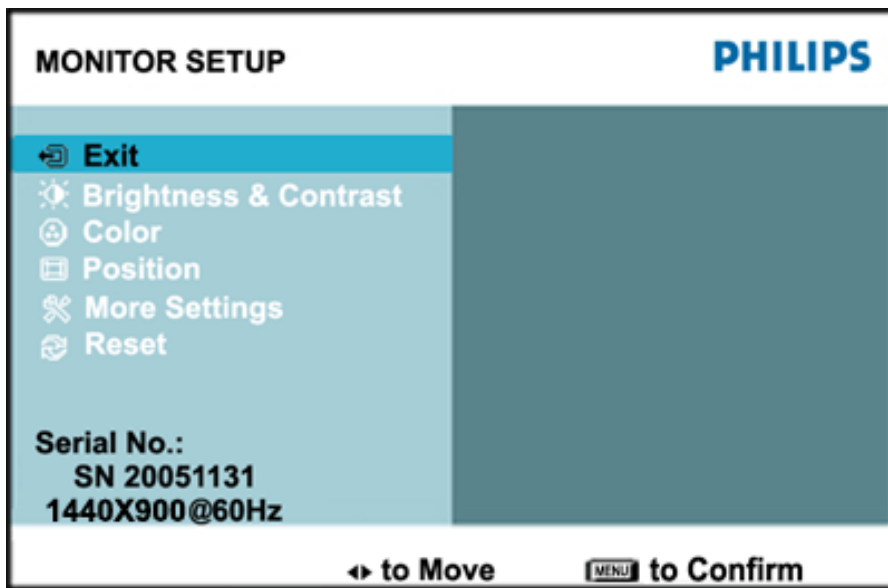 MONITOR SETUP
PHILIPS
Exit
Brightness & Contrast
Color
Position
More Settings
Reset
Serial No.:
SN 20051131
1440X900@60Hz
to Move
MENU to Confirm